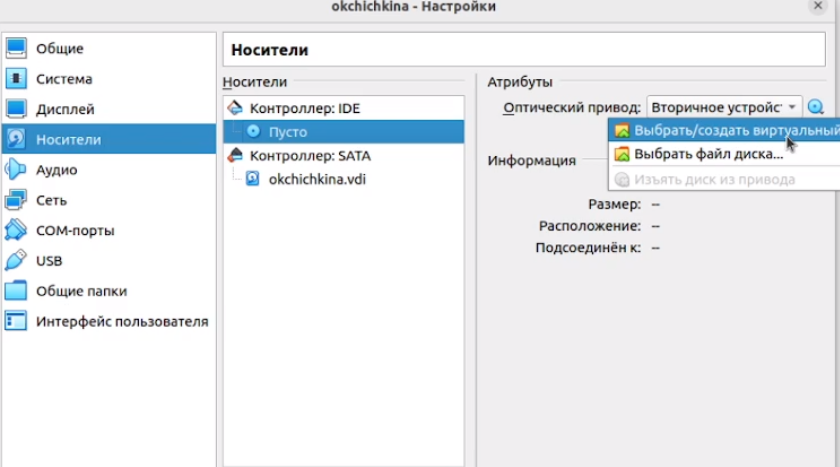 okchichkina - Настройки
Общие
Система
Дисплей
Носители
Аудио
Сеть
COM-порты
USB
Общие папки
Интерфейс пользователя
Носители
Носители
Контроллер: IDE
Пусто
Контроллер: SATA
okchichkina.vdi
Атрибуты
Оптический привод: Вторичное устройс
Выбрать/создать виртуальный
Выбрать файл диска...
Изъять диск из привода
Информация
Размер: --
Расположение: --
Подсоединён к: --